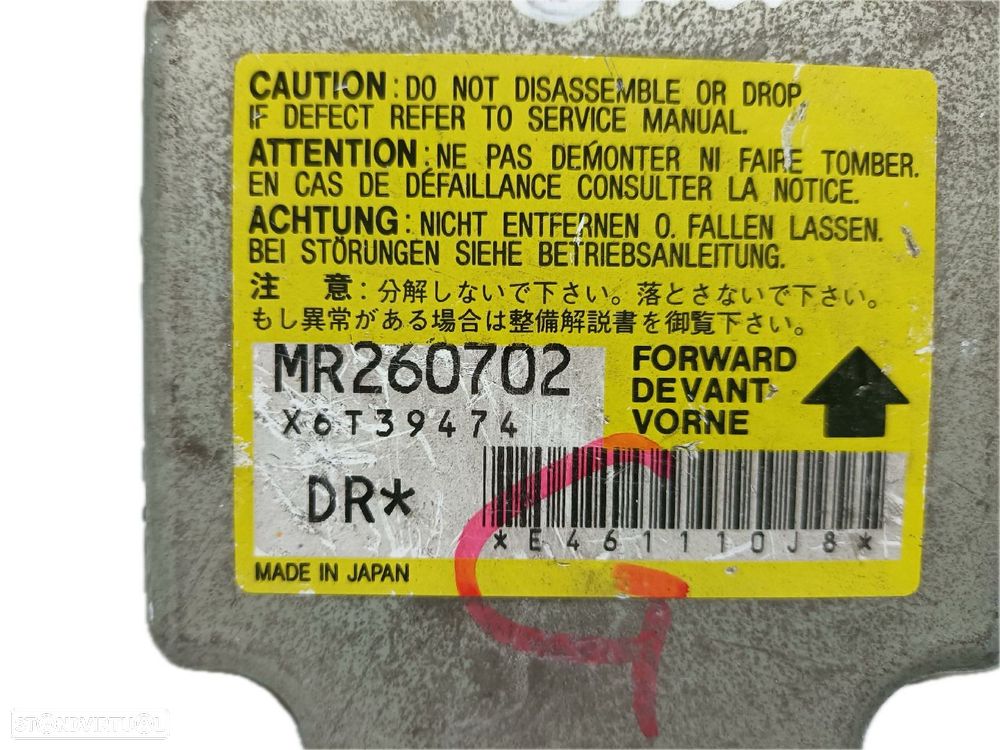 CAUTION : DO NOT DISASSEMBLE OR DROP
IF DEFECT REFER TO SERVICE MANUAL.
ATTENTION : NE PAS DÉMONTER NI FAIRE TOMBER.
EN CAS DE DÉFAILLANCE CONSULTER LA NOTICE.
ACHTUNG : NICHT ENTFERNEN O. FALLEN LASSEN.
BEI STÖRUNGEN SIEHE BETRIEBSANLEITUNG.
注 意 : 分解しないで下さい。落とさないで下さい。
もし異常がある場合は整備解説書を御覧下さい。
MR260702
X6T39474
FORWARD
DEVANT
VORNE
DR*
*E461110J8*
MADE IN JAPAN
G
ST@NDVIRTU@L